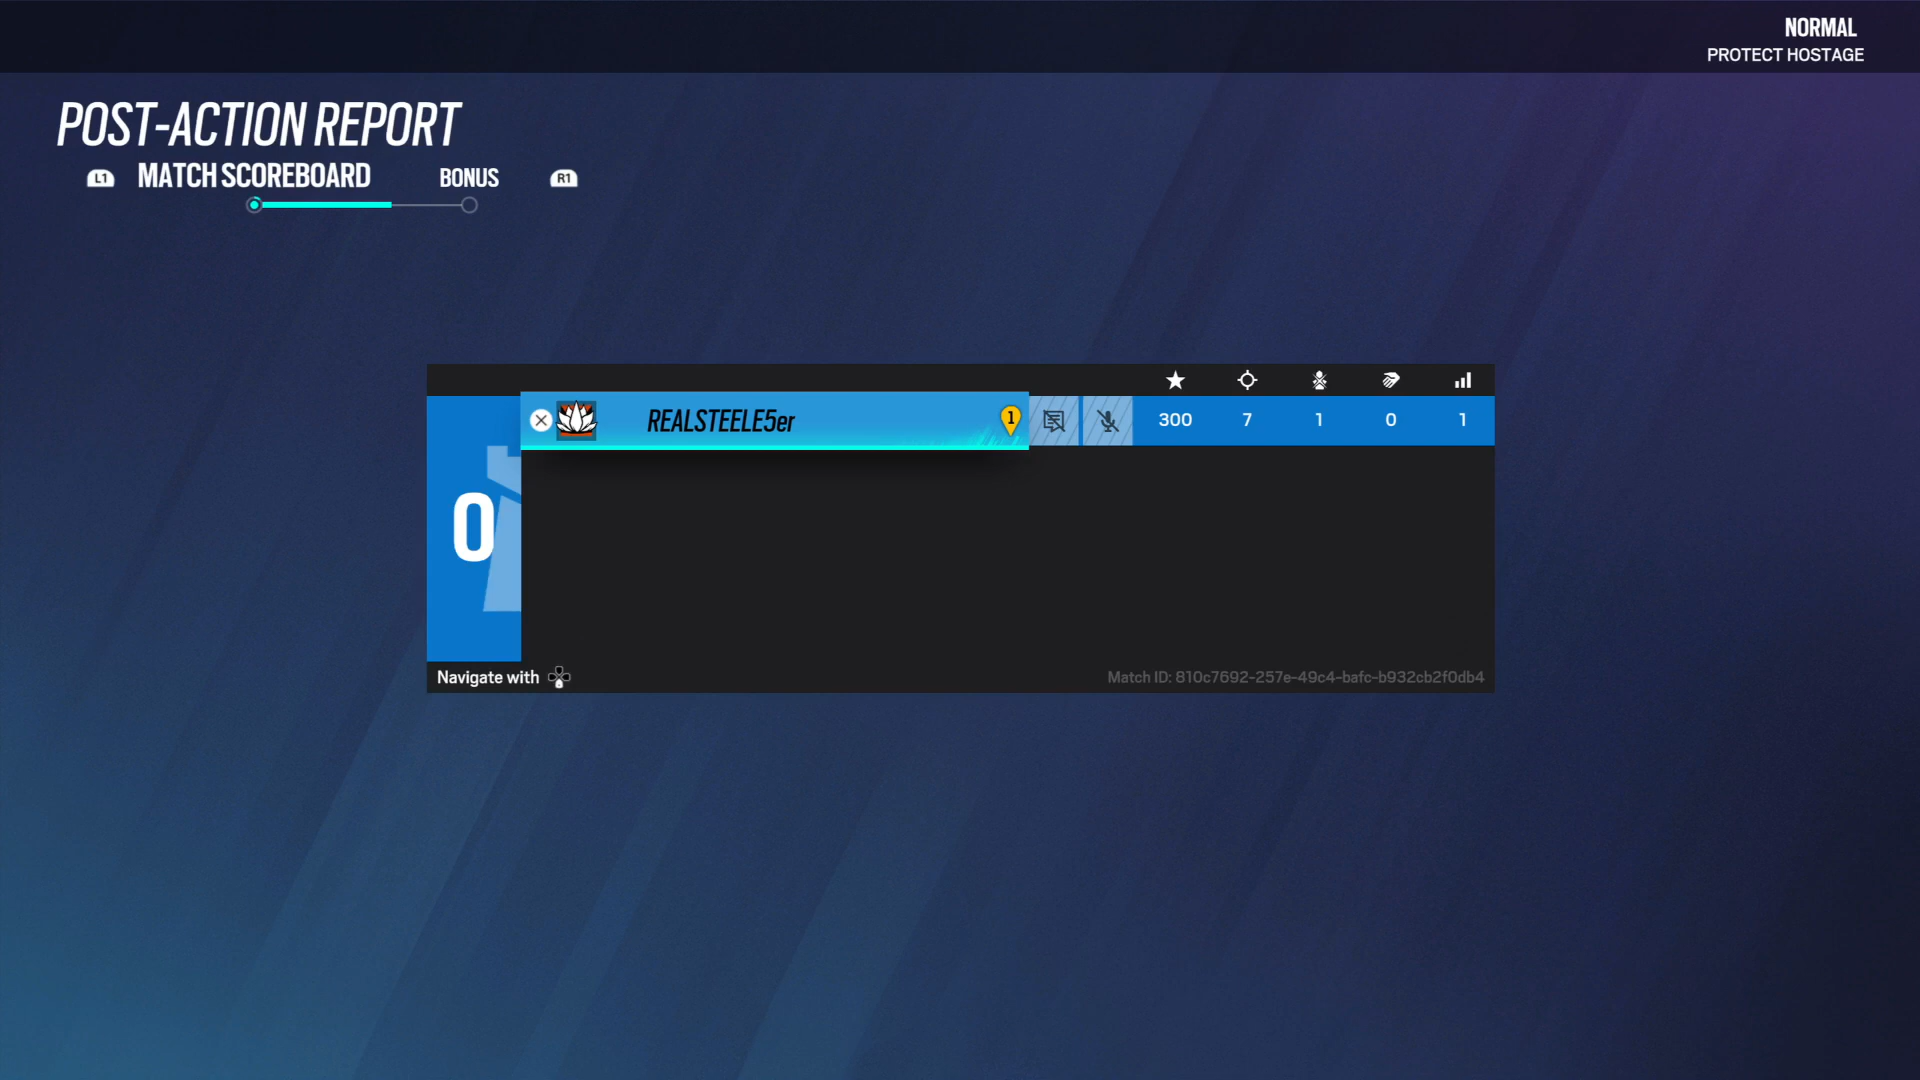 NORMAL
PROTECT HOSTAGE
POST-ACTION REPORT
L1 MATCH SCOREBOARD BONUS R1
REALSTEELE5er 1 300 7 1 0 1
0
Navigate with
Match ID: 810c7692-257e-49c4-bafc-b932cb2f0db4